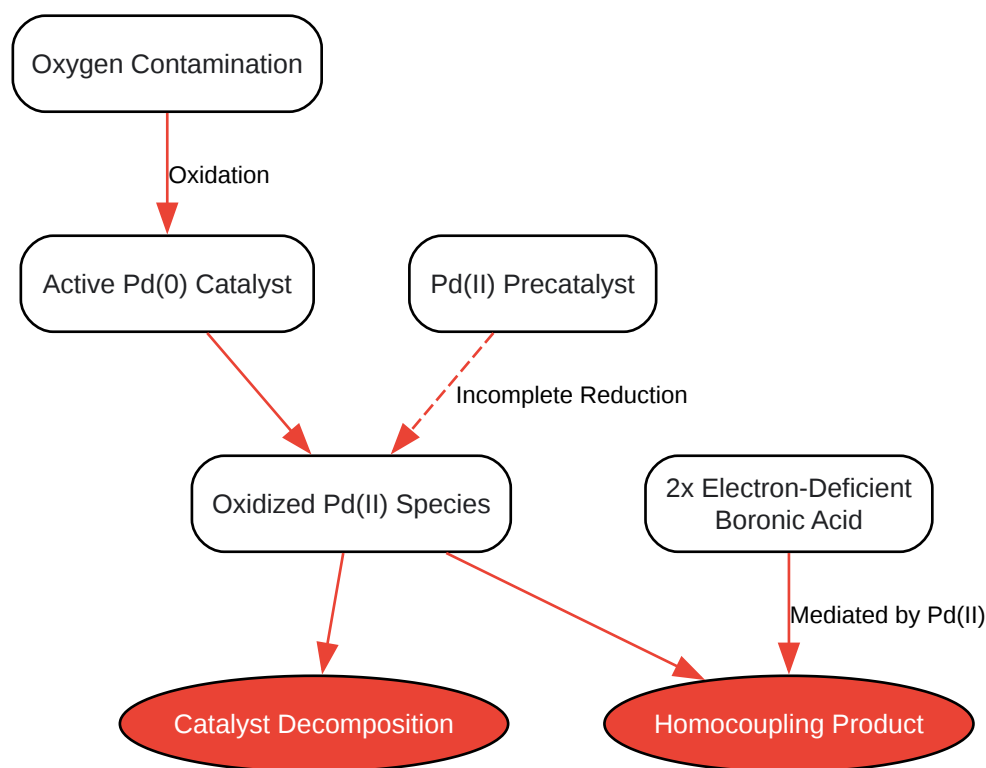 Oxygen Contamination
Oxidation
Active Pd(0) Catalyst
Pd(II) Precatalyst
Incomplete Reduction
Oxidized Pd(II) Species
2x Electron-Deficient
Boronic Acid
Mediated by Pd(II)
Catalyst Decomposition
Homocoupling Product